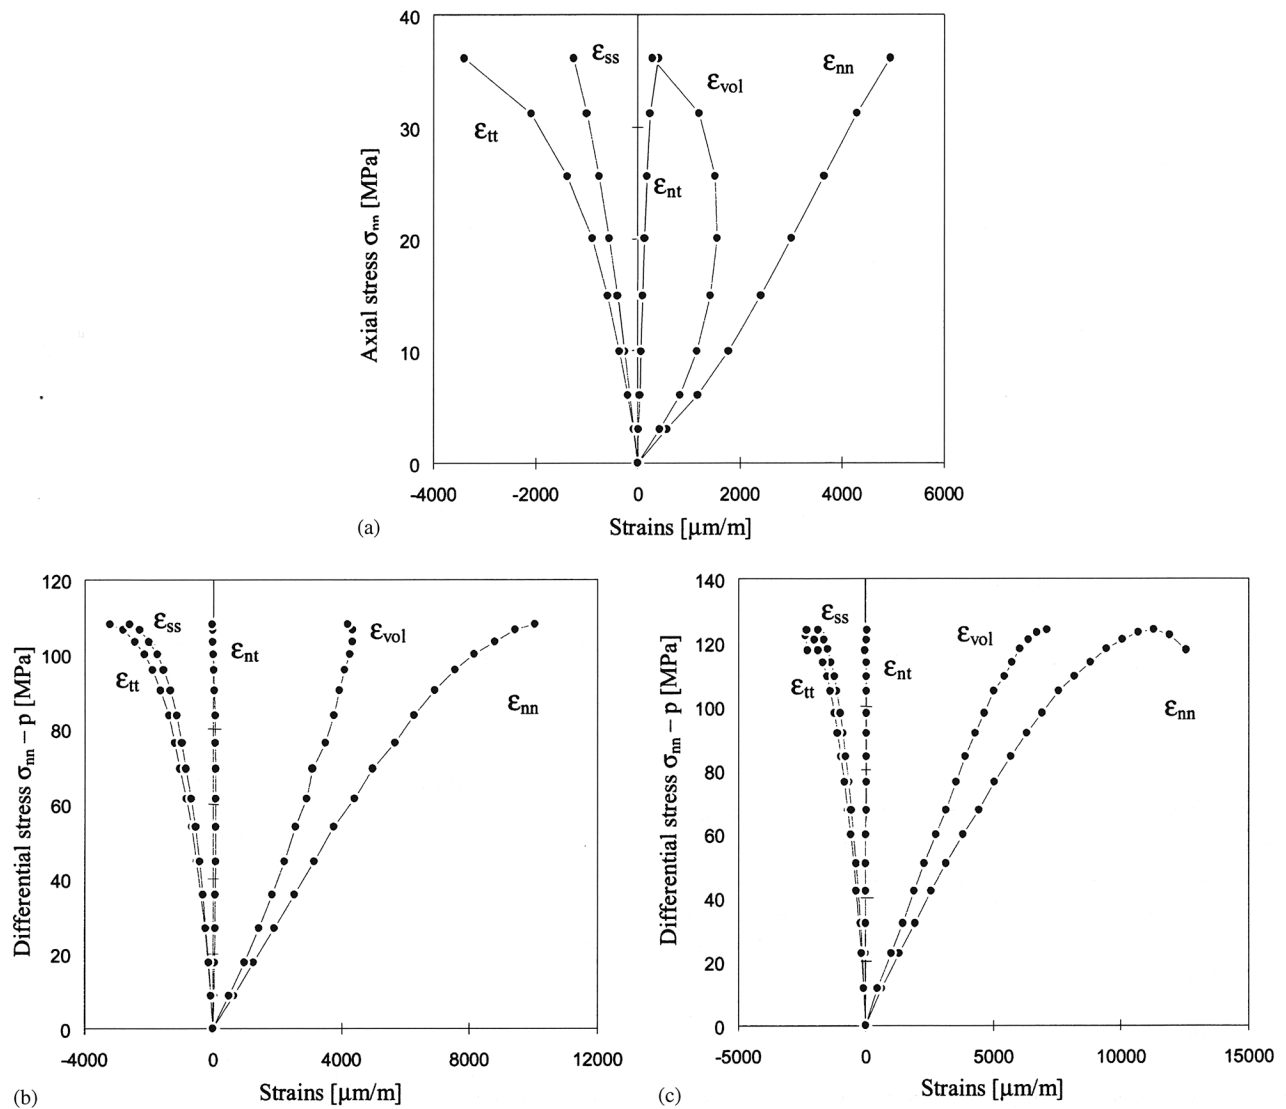 40
30
20
10
0
Axial stress σnn [MPa]
εss
εvol
εnn
εtt
εnt
-4000 -2000 0 2000 4000 6000
Strains [μm/m]
(a)
120
100
80
60
40
20
0
Differential stress σnn – p [MPa]
εss
εnt
εvol
εtt
εnn
-4000 0 4000 8000 12000
Strains [μm/m]
(b)
140
120
100
80
60
40
20
0
Differential stress σnn – p [MPa]
εss
εvol
εnt
εtt
εnn
-5000 0 5000 10000 15000
Strains [μm/m]
(c)